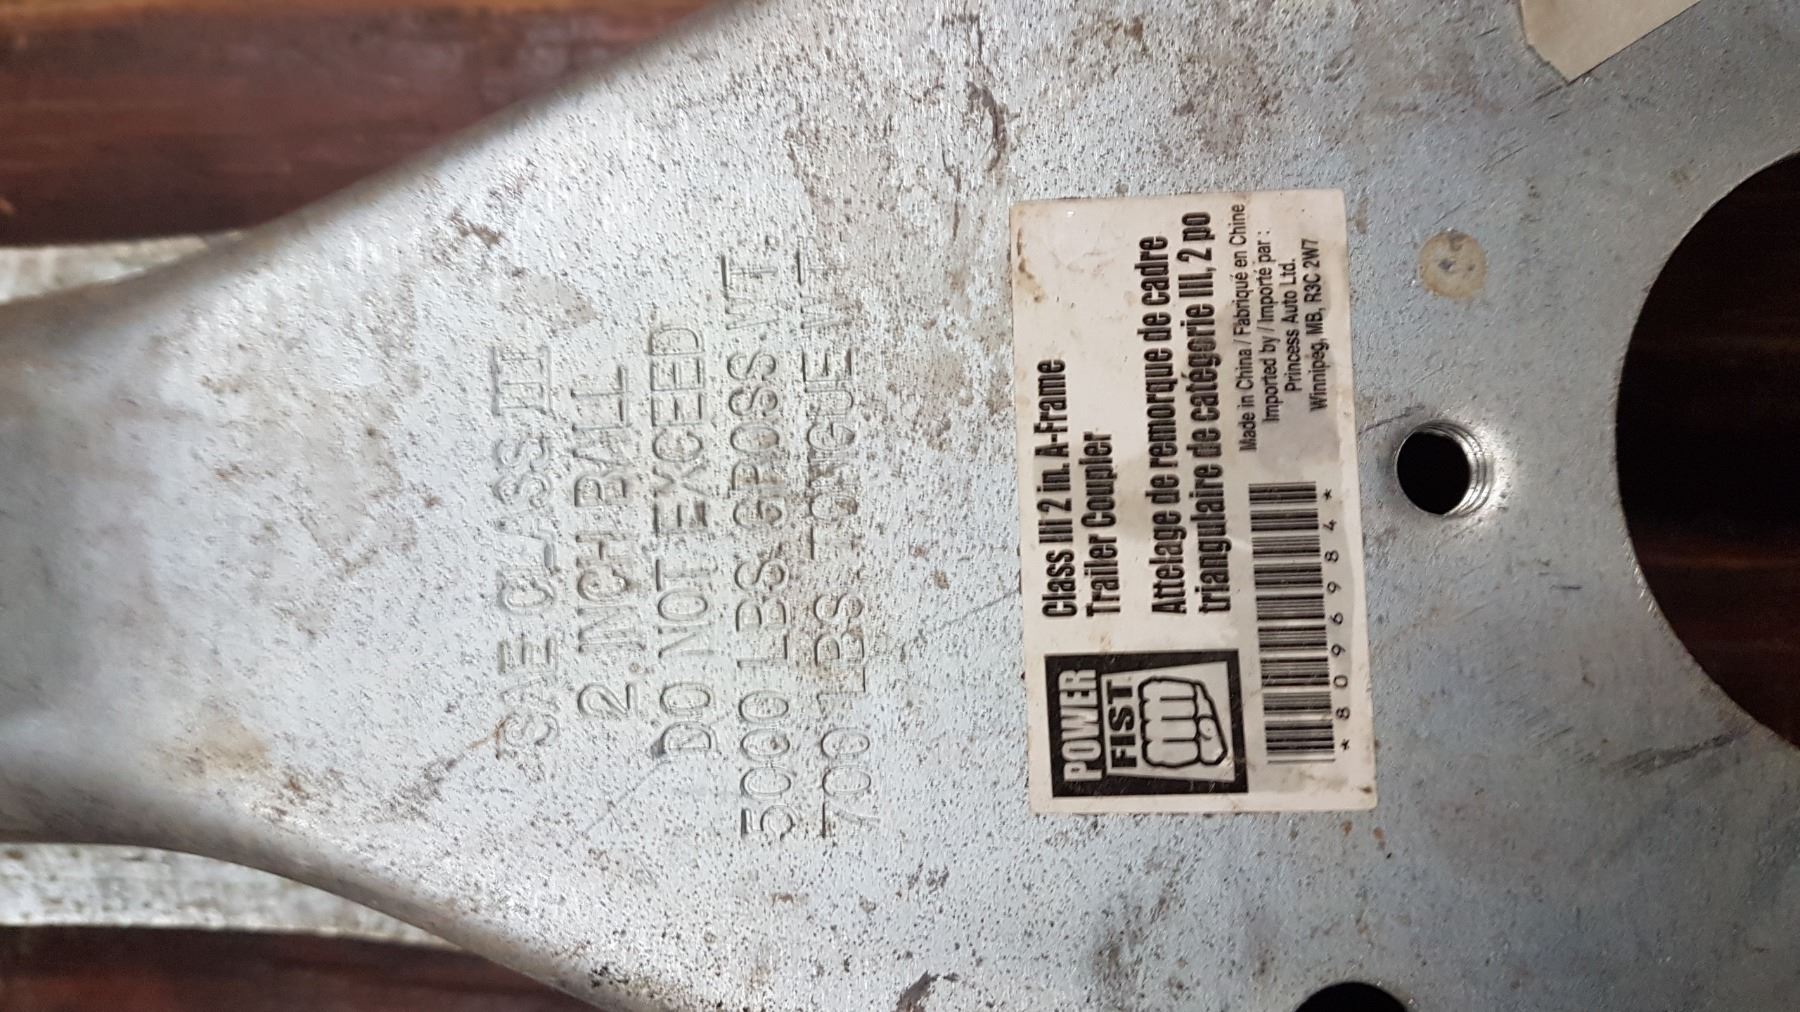 SAE CLASS III
2 INCH BALL
DO NOT EXCEED
5000 LBS. GROSS WT.
700 LBS TONGUE WT.
POWER
FIST
Class III 2 in. A-Frame
Trailer Coupler
Attelage de remorque de cadre
triangulaire de catégorie III, 2 po
*8096984*
Made in China / Fabriqué en Chine
Imported by / Importé par :
Princess Auto Ltd.
Winnipeg, MB, R3C 2W7